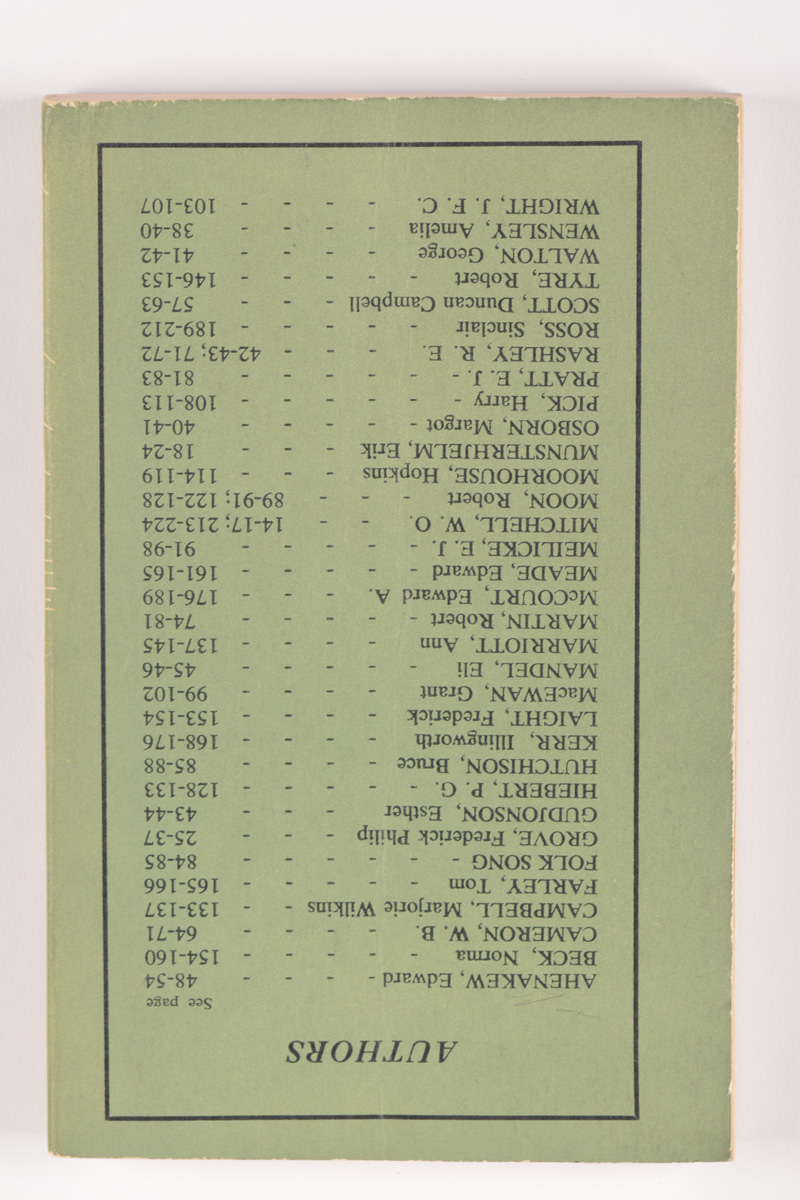 AUTHORS
See page
AHENAKEW, Edward - - - - 48-54
BECK, Norma - - - - 154-160
CAMERON, W. B. - - - - 64-71
CAMPBELL, Marjorie Wilkins - - 133-137
FARLEY, Tom - - - - - 165-166
FOLK SONG - - - - - - 84-85
GROVE, Frederick Philip - - - 25-37
GUDJONSON, Esther - - - - 43-44
HIEBERT, P. G. - - - - - 128-133
HUTCHISON, Bruce - - - - 85-88
KERR, Illingworth - - - - 168-176
LAIGHT, Frederick - - - - 153-154
MacEWAN, Grant - - - - 99-102
MANDEL, Eli - - - - - 45-46
MARRIOTT, Ann - - - - 137-145
MARTIN, Robert - - - - - 74-81
McCOURT, Edward A. - - - - 176-189
MEADE, Edward - - - - - 161-165
MEILICKE, E. J. - - - - - 91-98
MITCHELL, W. O. - - 14-17; 213-224
MOON, Robert - - - 89-91; 122-128
MOORHOUSE, Hopkins - - - - 114-119
MUNSTERHJELM, Erik - - - - 18-24
OSBORN, Margot - - - - - 40-41
PICK, Harry - - - - - - 108-113
PRATT, E. J. - - - - - - 81-83
RASHLEY, R. E. - - - - 42-43; 71-72
ROSS, Sinclair - - - - - 189-212
SCOTT, Duncan Campbell - - - 57-63
TYRE, Robert - - - - - 146-153
WALTON, George - - - - 41-42
WENSLEY, Amelia - - - - 38-40
WRIGHT, J. F. C. - - - - 103-107